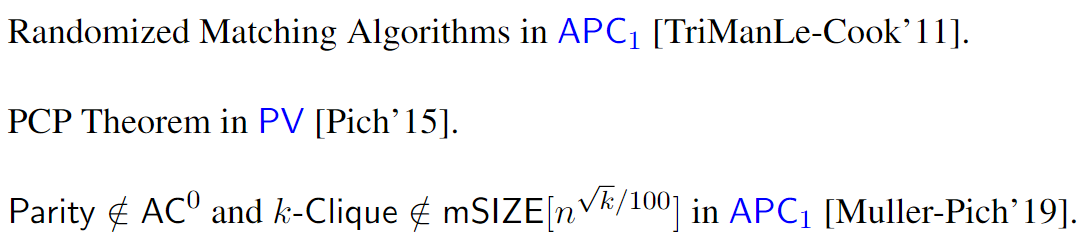 Randomized Matching Algorithms in APC₁ [TriManLe-Cook'11].
PCP Theorem in PV [Pich'15].
Parity ∉ AC⁰ and k-Clique ∉ mSIZE[n^{√k/100}] in APC₁ [Muller-Pich'19].